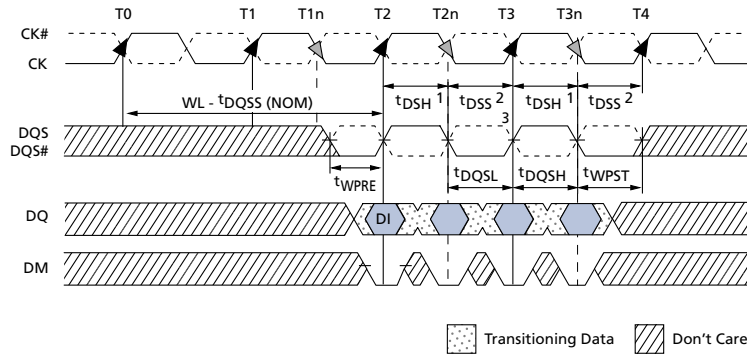 T0 T1 T1n T2 T2n T3 T3n T4
CK#
CK
tDSH 1 tDSS 2 tDSH 1 tDSS 2
WL - tDQSS (NOM)
3
DQS
DQS#
tWPRE
tDQSL tDQSH tWPST
DQ
DI
DM
Transitioning Data Don't Care